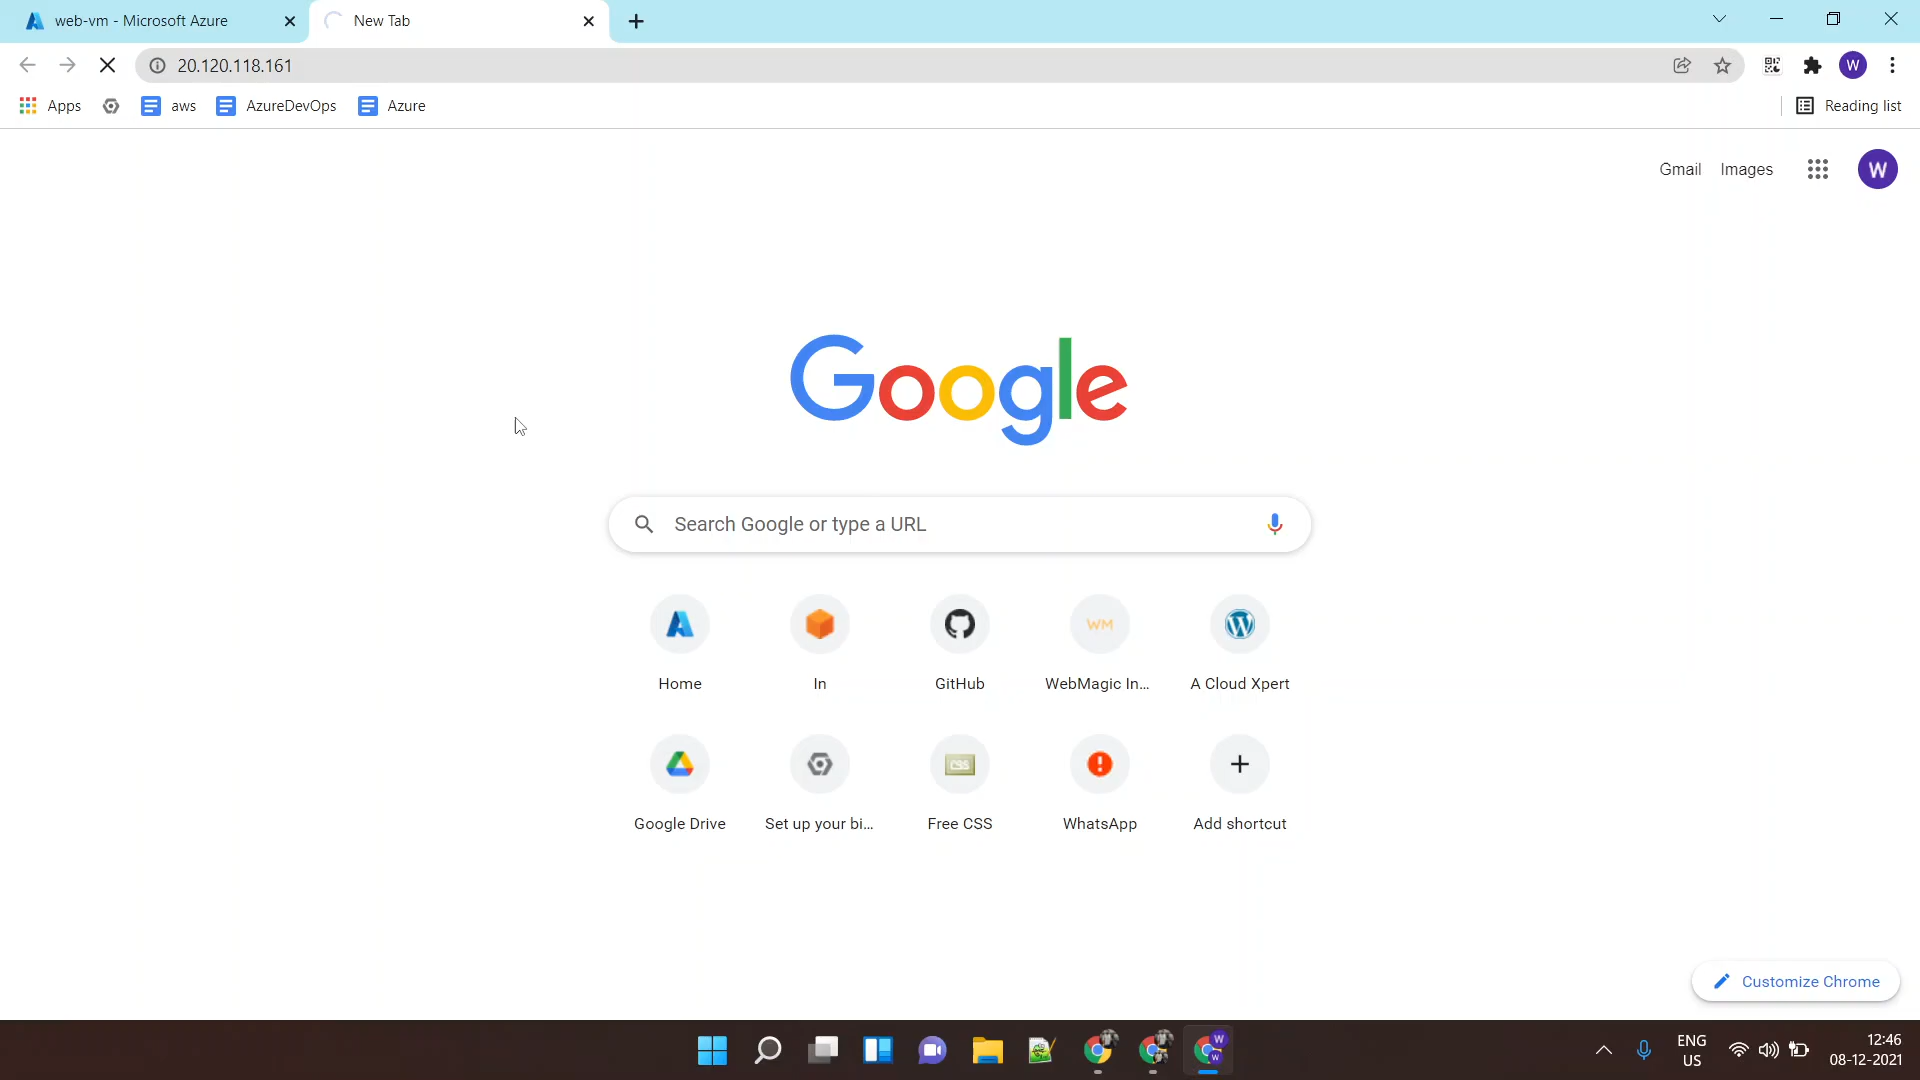 web-vm - Microsoft Azure
New Tab
20.120.118.161
W
Apps
aws
AzureDevOps
Azure
Reading list
Gmail
Images
W
Google
Search Google or type a URL
WM
Home
In
GitHub
WebMagic In...
A Cloud Xpert
CSS
Google Drive
Set up your bi...
Free CSS
WhatsApp
Add shortcut
Customize Chrome
W
W
ENG
US
12:46
08-12-2021